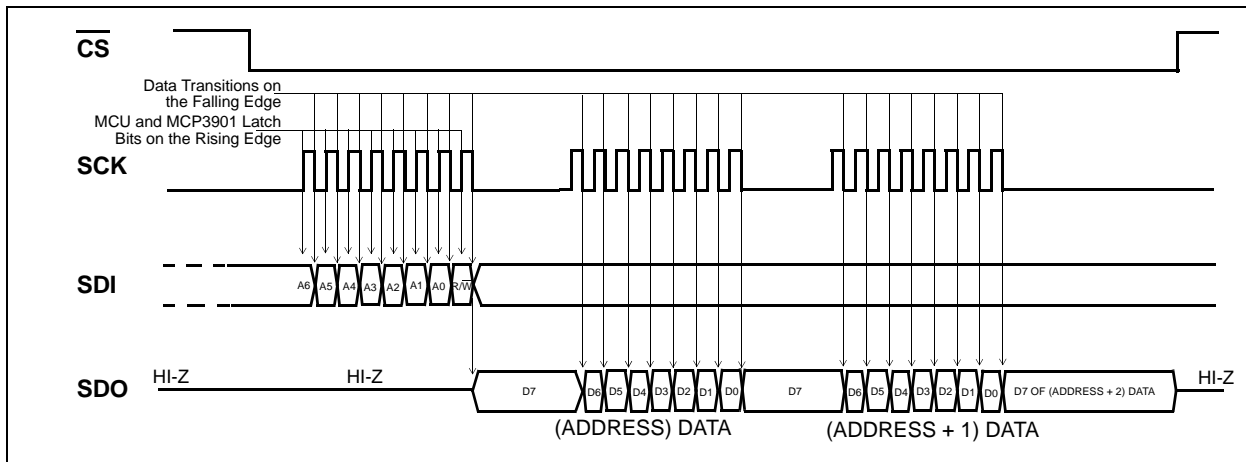 CS
Data Transitions on
the Falling Edge
MCU and MCP3901 Latch
Bits on the Rising Edge
SCK
SDI
A6 A5 A4 A3 A2 A1 A0 R/W
SDO
HI-Z HI-Z D7 D6 D5 D4 D3 D2 D1 D0 D7 D6 D5 D4 D3 D2 D1 D0 D7 OF (ADDRESS + 2) DATA HI-Z
(ADDRESS) DATA (ADDRESS + 1) DATA